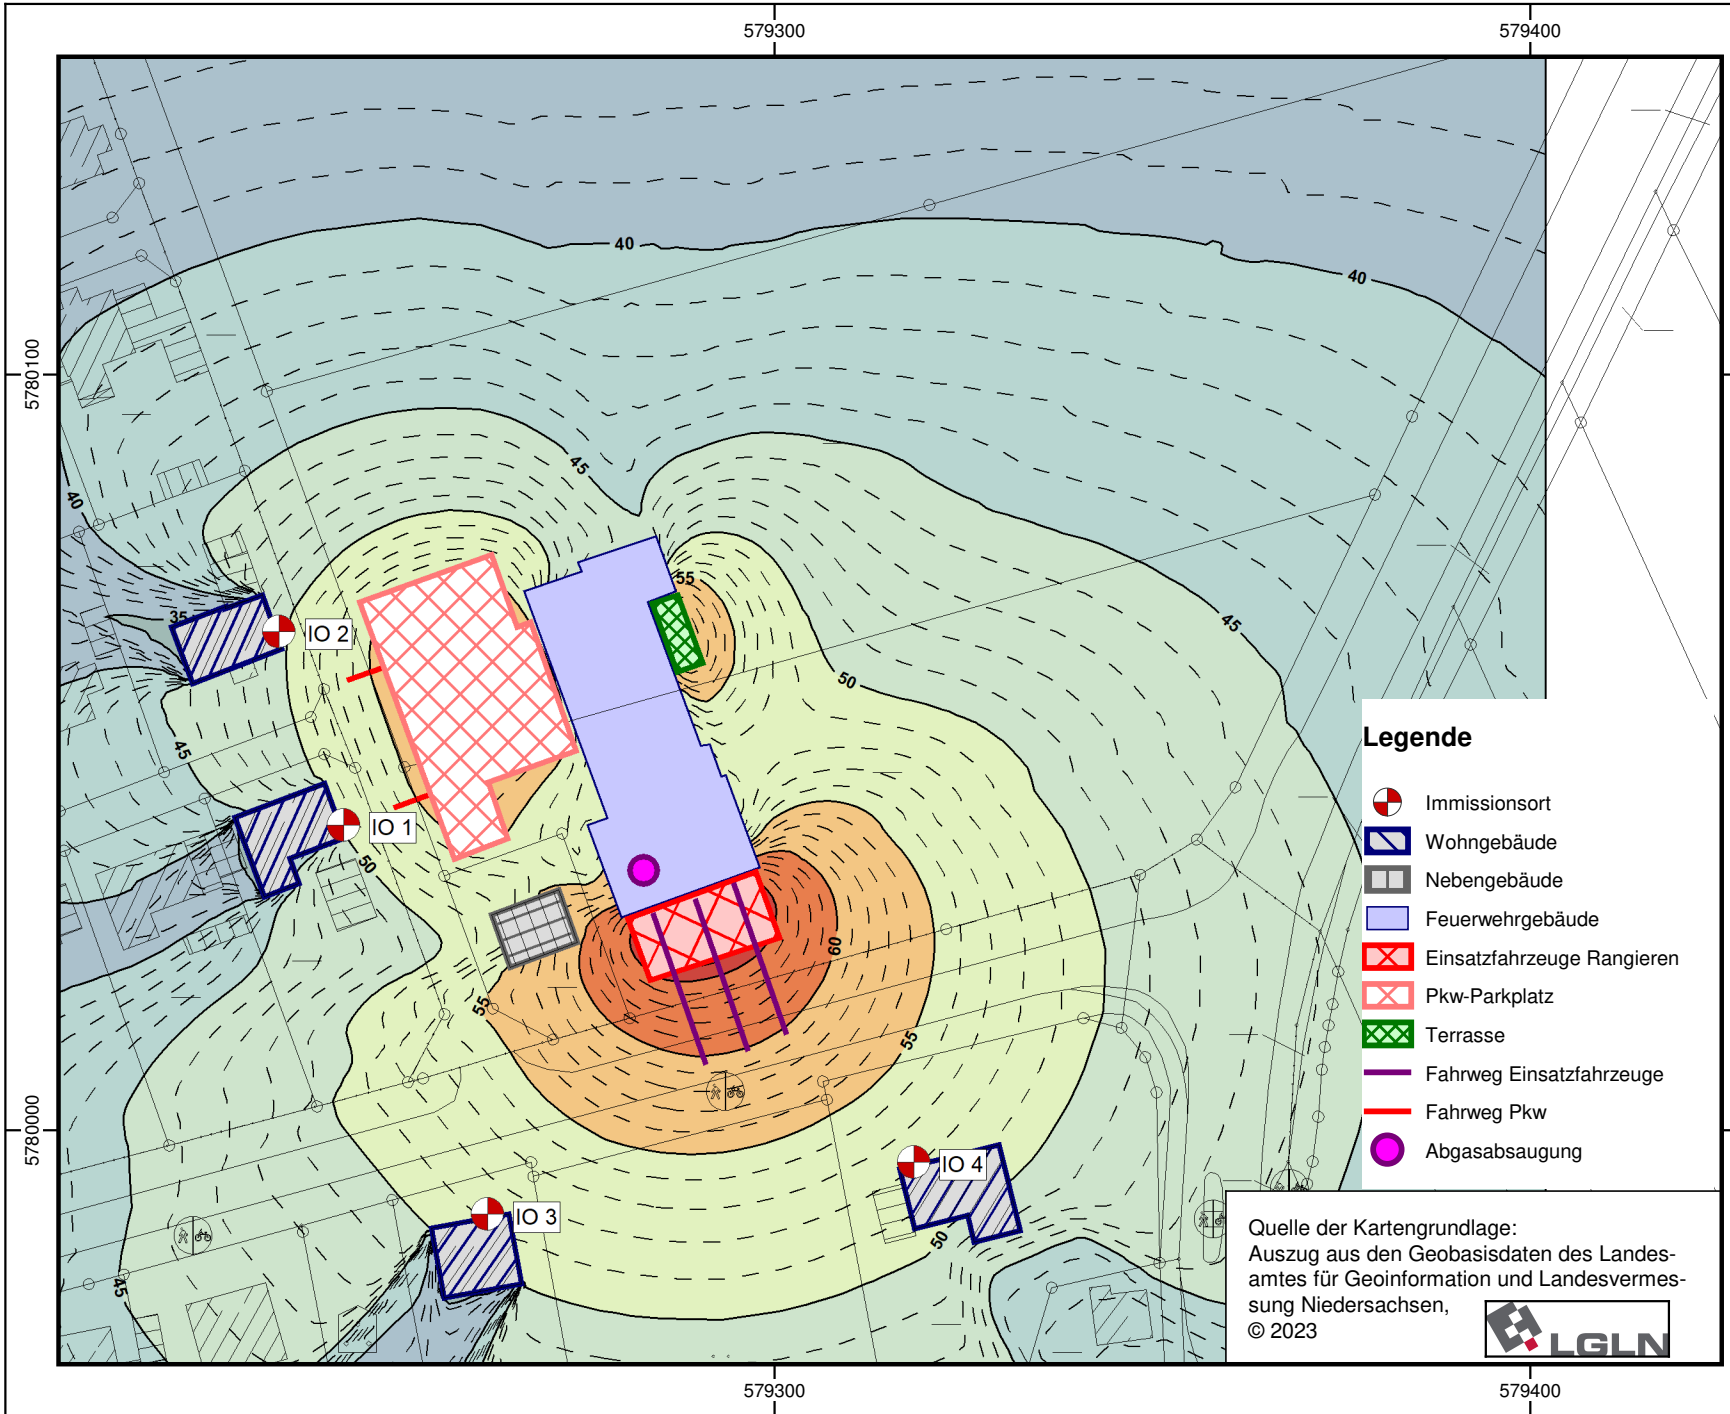 579300
579400
40
40
5780100
45
40
55
35
IO 2
45
50
45
IO 1
50
60
55
55
5780000
IO 4
IO 3
50
45
Legende
Immissionsort
Wohngebäude
Nebengebäude
Feuerwehrgebäude
Einsatzfahrzeuge Rangieren
Pkw-Parkplatz
Terrasse
Fahrweg Einsatzfahrzeuge
Fahrweg Pkw
Abgasabsaugung
Quelle der Kartengrundlage:
Auszug aus den Geobasisdaten des Landes-
amtes für Geoinformation und Landesvermes-
sung Niedersachsen,
© 2023
LGLN
579300
579400